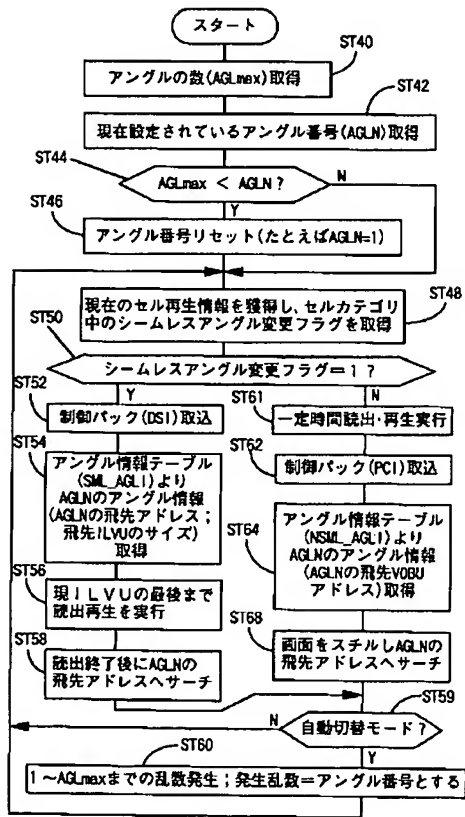 スタート
ST40
アングルの数(AGLmax)取得
ST42
現在設定されているアングル番号(AGLN)取得
ST44
AGLmax < AGLN ?
N
Y
ST46
アングル番号リセット(たとえばAGLN=1)
現在のセル再生情報を獲得し、セルカテゴリ
中のシームレスアングル変更フラグを取得
ST48
ST50
シームレスアングル変更フラグ=1 ?
Y
N
ST52
制御パック(DSI)取込
ST61
一定時間読出・再生実行
ST62
制御パック(PCI)取込
ST54
アングル情報テーブル
(SML_AGLI)より
AGLNのアングル情報
(AGLNの飛先アドレス;
飛先ILVUのサイズ)
取得
ST64
アングル情報テーブル
(NSML_AGLI)より
AGLNのアングル情報
(AGLNの飛先VOBU
アドレス)取得
ST56
現ILVUの最後まで
読出再生を実行
ST68
画面をスチルしAGLNの
飛先アドレスへサーチ
ST58
読出終了後にAGLNの
飛先アドレスへサーチ
ST59
自動切替モード?
N
Y
ST60
1~AGLmaxまでの乱数発生;発生乱数=アングル番号とする